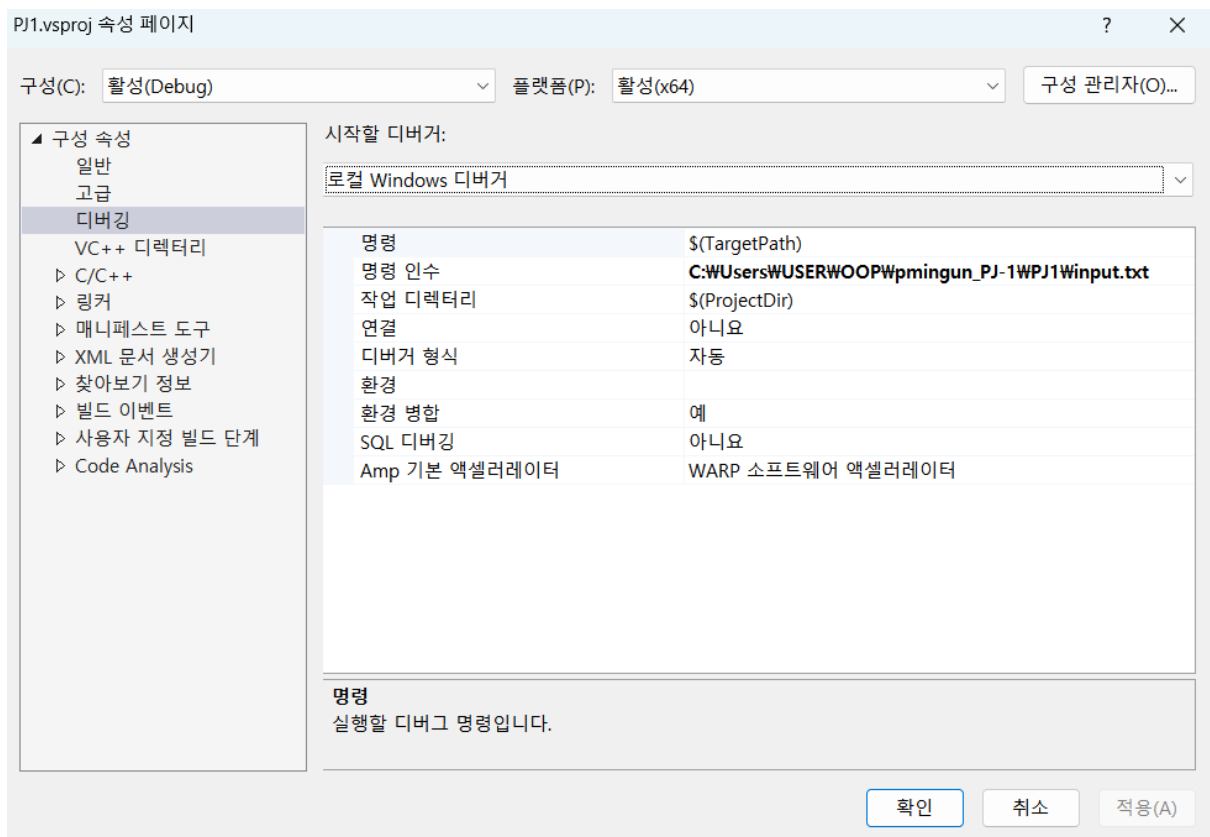 PJ1.vsproj 속성 페이지 ?
구성(C): 활성(Debug) 플랫폼(P): 활성(x64) 구성 관리자(O)...
구성 속성
일반
고급
디버깅
VC++ 디렉터리
C/C++
링커
매니페스트 도구
XML 문서 생성기
찾아보기 정보
빌드 이벤트
사용자 지정 빌드 단계
Code Analysis
시작할 디버거:
로컬 Windows 디버거
명령 $(TargetPath)
명령 인수 C:₩Users₩USER₩OOP₩pmingun_PJ-1₩PJ1₩input.txt
작업 디렉터리 $(ProjectDir)
연결 아니요
디버거 형식 자동
환경
환경 병합 예
SQL 디버깅 아니요
Amp 기본 액셀러레이터 WARP 소프트웨어 액셀러레이터
명령
실행할 디버그 명령입니다.
확인 취소 적용(A)